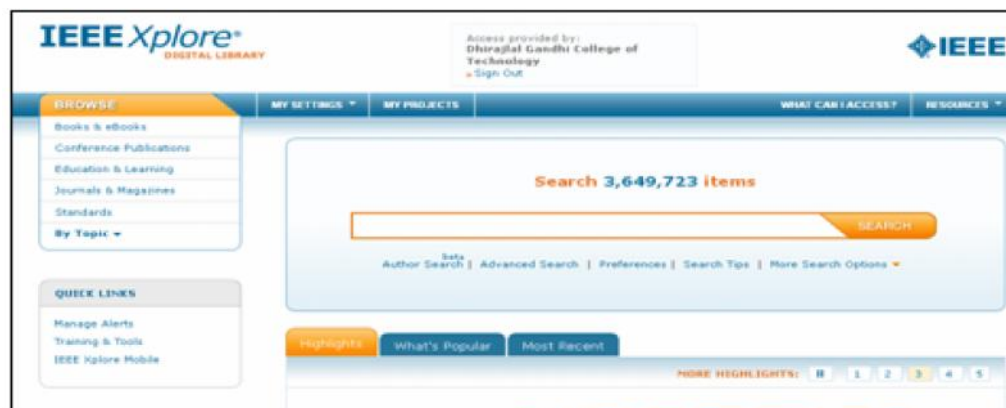 IEEE Xplore®
DIGITAL LIBRARY
Access provided by:
Dhirajlal Gandhi College of
Technology
Sign Out
IEEE
BROWSE
MY SETTINGS
MY PROJECTS
WHAT CAN I ACCESS?
RESOURCES
Books & eBooks
Conference Publications
Education & Learning
Journals & Magazines
Standards
By Topic
Search 3,649,723 items
SEARCH
beta
Author Search | Advanced Search | Preferences | Search Tips | More Search Options
QUICK LINKS
Manage Alerts
Training & Tools
IEEE Xplore Mobile
Highlights
What's Popular
Most Recent
MORE HIGHLIGHTS: 1 2 3 4 5